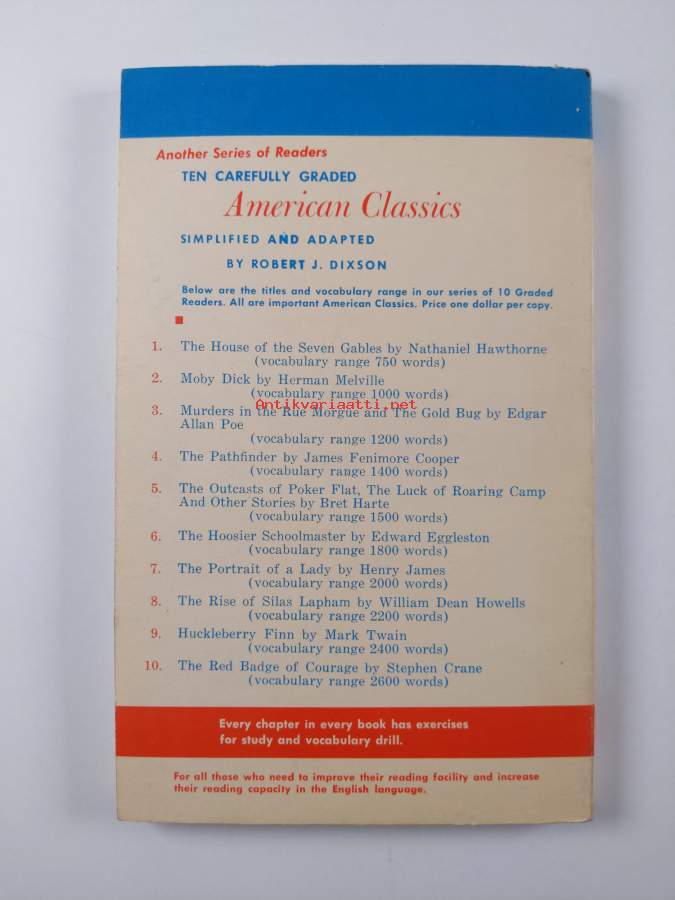 Another Series of Readers
TEN CAREFULLY GRADED
American Classics
SIMPLIFIED AND ADAPTED
BY ROBERT J. DIXSON
Below are the titles and vocabulary range in our series of 10 Graded
Readers. All are important American Classics. Price one dollar per copy.
1. The House of the Seven Gables by Nathaniel Hawthorne
(vocabulary range 750 words)
2. Moby Dick by Herman Melville
(vocabulary range 1000 words)
Antikvariaatti.net
3. Murders in the Rue Morgue and The Gold Bug by Edgar
Allan Poe
(vocabulary range 1200 words)
4. The Pathfinder by James Fenimore Cooper
(vocabulary range 1400 words)
5. The Outcasts of Poker Flat, The Luck of Roaring Camp
And Other Stories by Bret Harte
(vocabulary range 1500 words)
6. The Hoosier Schoolmaster by Edward Eggleston
(vocabulary range 1800 words)
7. The Portrait of a Lady by Henry James
(vocabulary range 2000 words)
8. The Rise of Silas Lapham by William Dean Howells
(vocabulary range 2200 words)
9. Huckleberry Finn by Mark Twain
(vocabulary range 2400 words)
10. The Red Badge of Courage by Stephen Crane
(vocabulary range 2600 words)
Every chapter in every book has exercises
for study and vocabulary drill.
For all those who need to improve their reading facility and increase
their reading capacity in the English language.